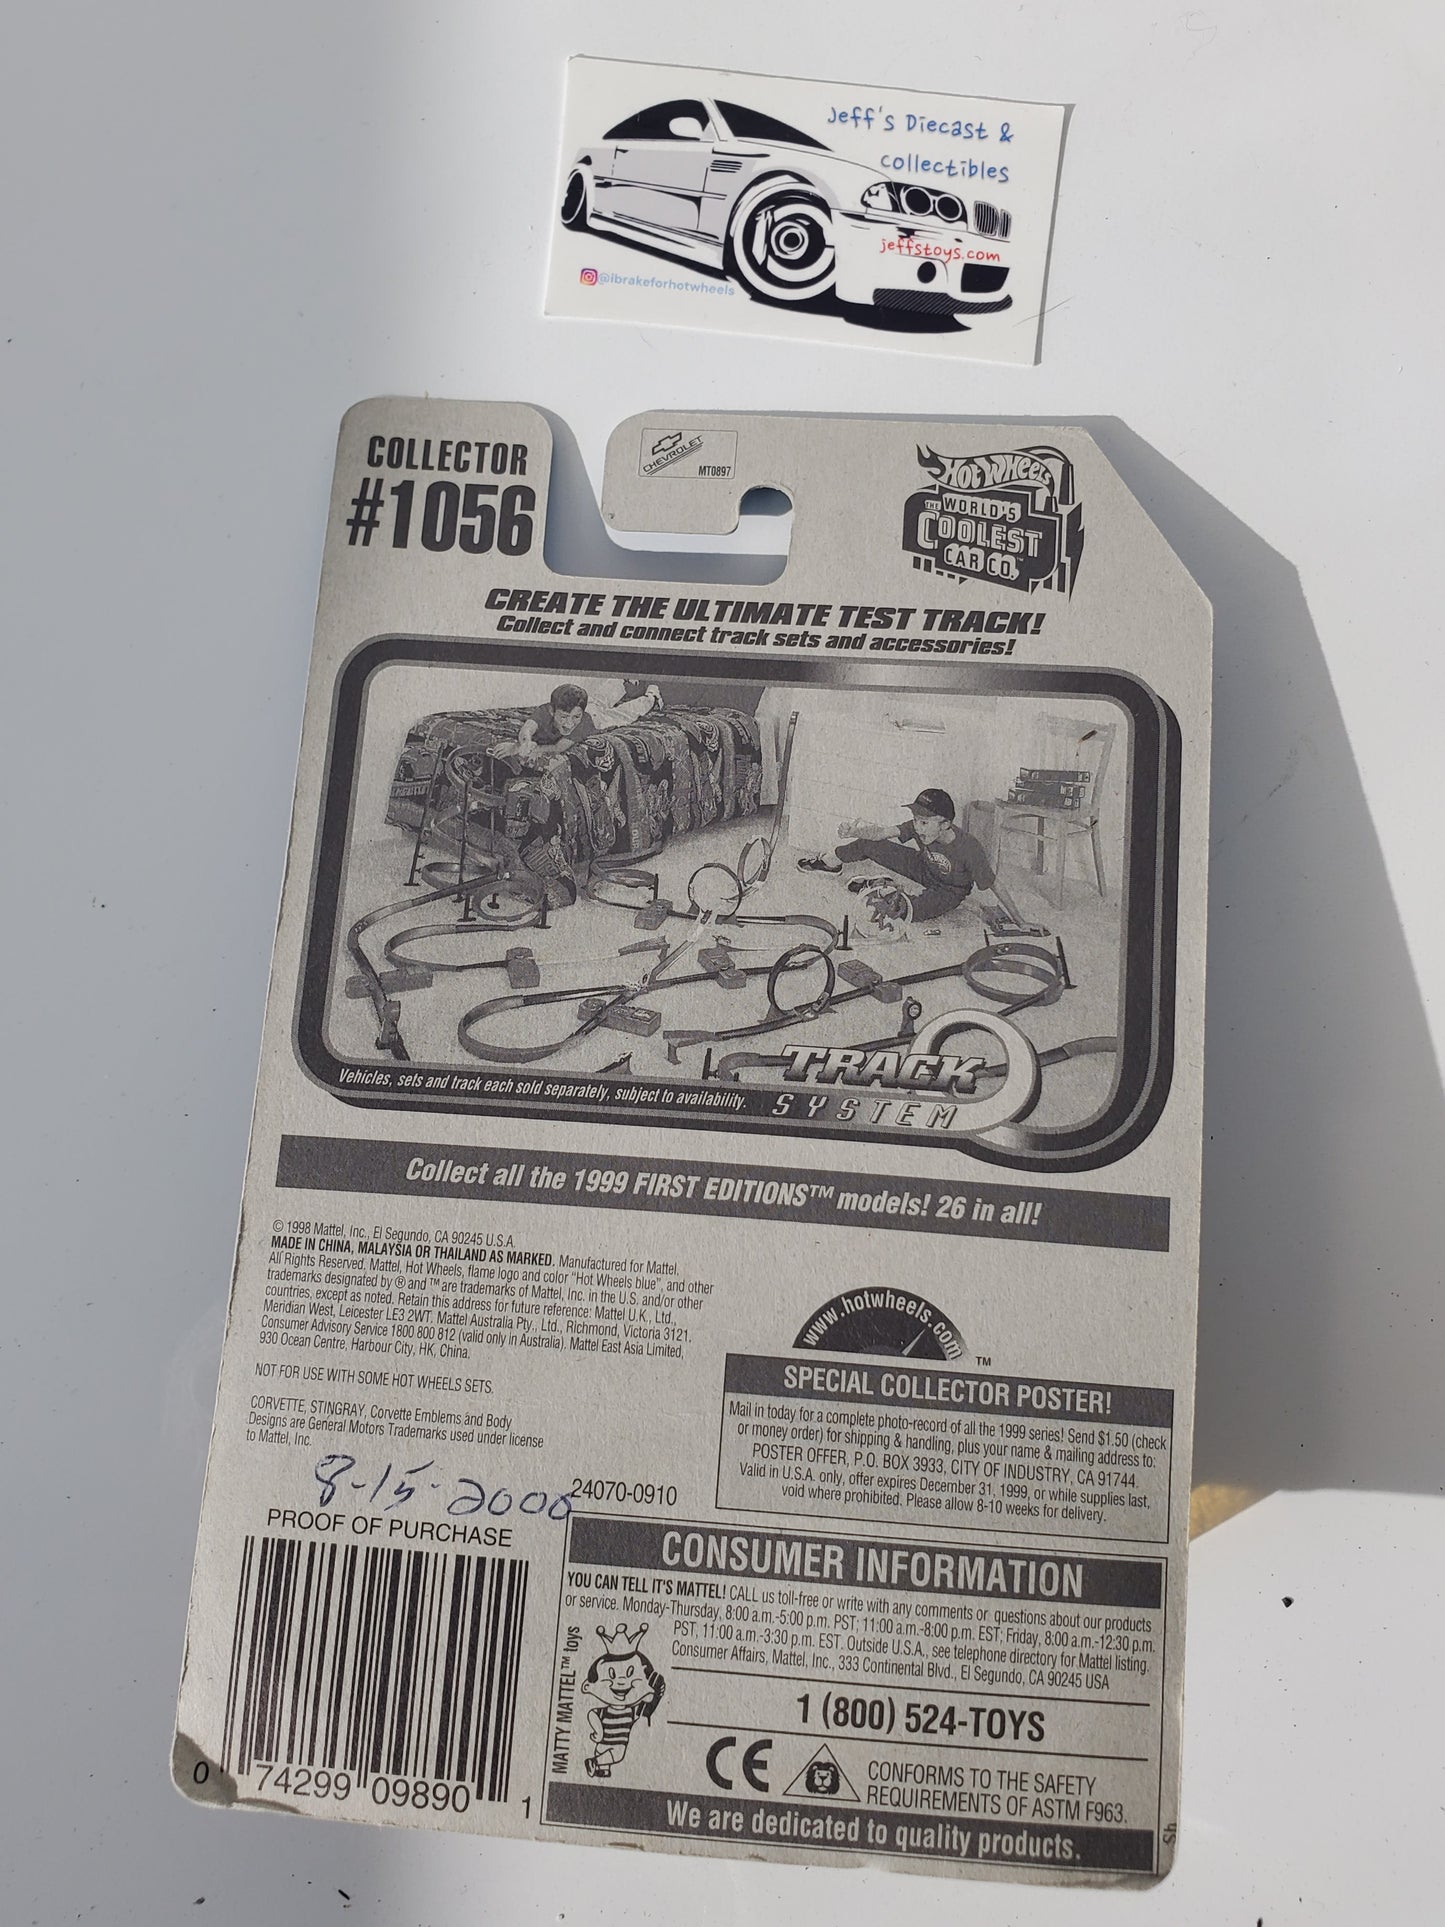 Jeff's Diecast &
collectibles
jeffstoys.com
@ibrakeforhotwheels
COLLECTOR
#1056
CHEVROLET
MT0897
HOT WHEELS
THE WORLD'S
COOLEST
CAR CO.™
CREATE THE ULTIMATE TEST TRACK!
Collect and connect track sets and accessories!
TRACK
SYSTEM
Vehicles, sets and track each sold separately, subject to availability.
Collect all the 1999 FIRST EDITIONS™ models! 26 in all!
© 1998 Mattel, Inc., El Segundo, CA 90245 U.S.A.
MADE IN CHINA, MALAYSIA OR THAILAND AS MARKED. Manufactured for Mattel.
All Rights Reserved. Mattel, Hot Wheels, flame logo and color "Hot Wheels blue", and other
trademarks designated by ® and ™ are trademarks of Mattel, Inc. in the U.S. and/or other
countries, except as noted. Retain this address for future reference: Mattel U.K., Ltd.,
Meridian West, Leicester LE3 2WT. Mattel Australia Pty., Ltd., Richmond, Victoria 3121.
Consumer Advisory Service 1800 800 812 (valid only in Australia). Mattel East Asia Limited,
930 Ocean Centre, Harbour City, HK, China.
NOT FOR USE WITH SOME HOT WHEELS SETS.
CORVETTE, STINGRAY, Corvette Emblems and Body
Designs are General Motors Trademarks used under license
to Mattel, Inc.
8-15-2000
24070-0910
PROOF OF PURCHASE
0 74299 09890 1
www.hotwheels.com
™
SPECIAL COLLECTOR POSTER!
Mail in today for a complete photo-record of all the 1999 series! Send $1.50 (check
or money order) for shipping & handling, plus your name & mailing address to:
POSTER OFFER, P.O. BOX 3933, CITY OF INDUSTRY, CA 91744.
Valid in U.S.A. only, offer expires December 31, 1999, or while supplies last,
void where prohibited. Please allow 8-10 weeks for delivery.
CONSUMER INFORMATION
YOU CAN TELL IT'S MATTEL! CALL us toll-free or write with any comments or questions about our products
or service. Monday-Thursday, 8:00 a.m.-5:00 p.m. PST; 11:00 a.m.-8:00 p.m. EST; Friday, 8:00 a.m.-12:30 p.m.
PST, 11:00 a.m.-3:30 p.m. EST. Outside U.S.A., see telephone directory for Mattel listing.
Consumer Affairs, Mattel, Inc., 333 Continental Blvd., El Segundo, CA 90245 USA
MATTY MATTEL™ toys
1 (800) 524-TOYS
CE
CONFORMS TO THE SAFETY
REQUIREMENTS OF ASTM F963.
We are dedicated to quality products.
Sh